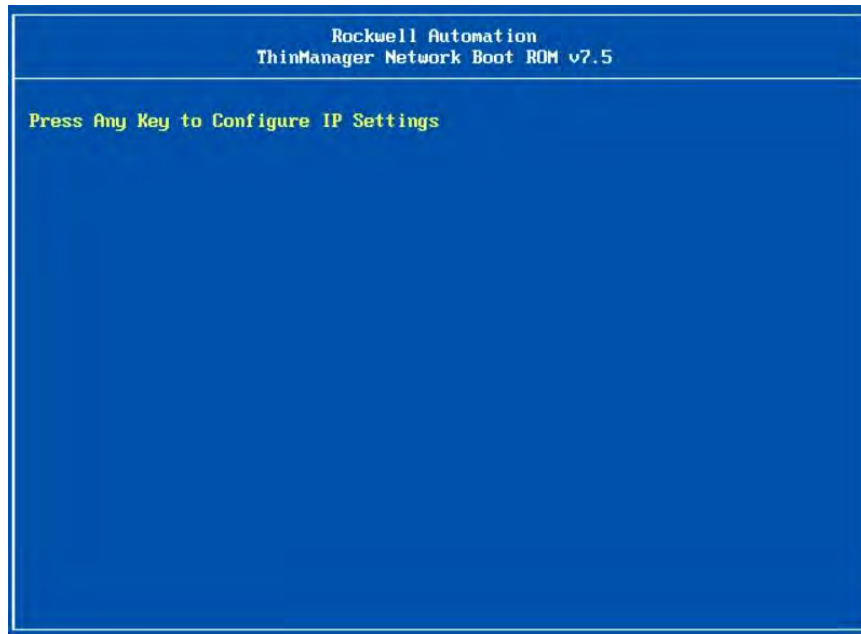 Rockwell Automation
ThinManager Network Boot ROM v7.5
Press Any Key to Configure IP Settings